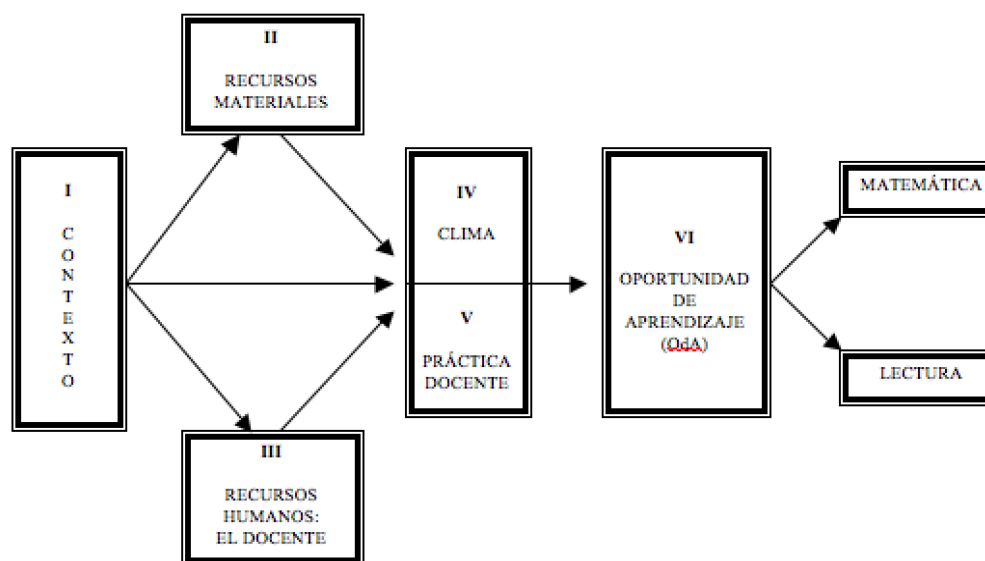 I
C
O
N
T
E
X
T
O
II
RECURSOS
MATERIALES
III
RECURSOS
HUMANOS:
EL DOCENTE
IV
CLIMA
V
PRÁCTICA
DOCENTE
VI
OPORTUNIDAD
DE
APRENDIZAJE
(OdA)
MATEMÁTICA
LECTURA